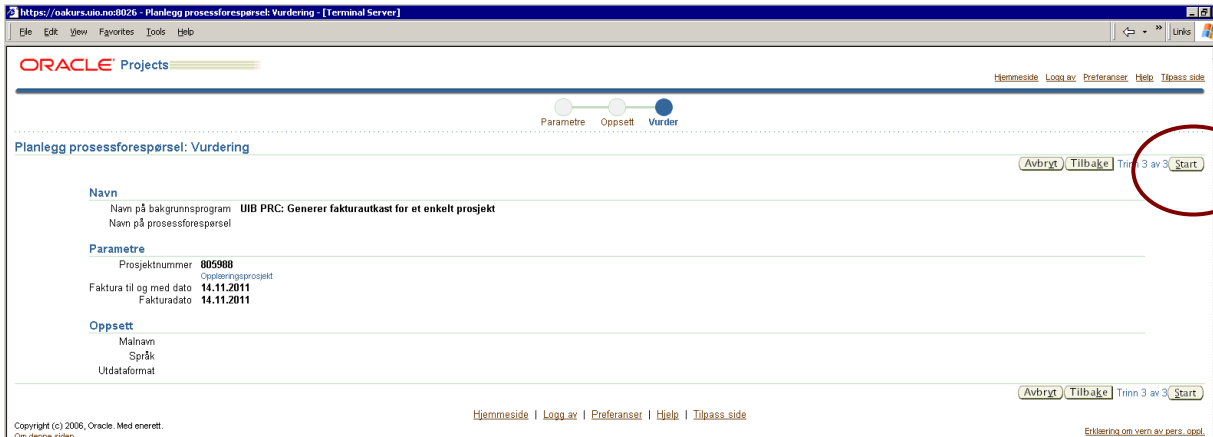 https://oakurs.uio.no:8026 - Planlegg prosessforespørsel: Vurdering - [Terminal Server]
File Edit View Favorites Tools Help
» Links
ORACLE Projects
Hjemmeside Logg av Preferanser Hjelp Tilpass side
Parametre Oppsett Vurder
Planlegg prosessforespørsel: Vurdering
Avbryt Tilbake Trinn 3 av 3 Start
Navn
Navn på bakgrunnsprogram UIB PRC: Generer fakturautkast for et enkelt prosjekt
Navn på prosessforespørsel
Parametre
Prosjektnummer 805988
Opplæringsprosjekt
Faktura til og med dato 14.11.2011
Fakturadato 14.11.2011
Oppsett
Malnavn
Språk
Utdataformat
Avbryt Tilbake Trinn 3 av 3 Start
Hjemmeside | Logg av | Preferanser | Hjelp | Tilpass side
Copyright (c) 2006, Oracle. Med enerett.
Erklæring om vern av pers. oppl.
Om denne siden